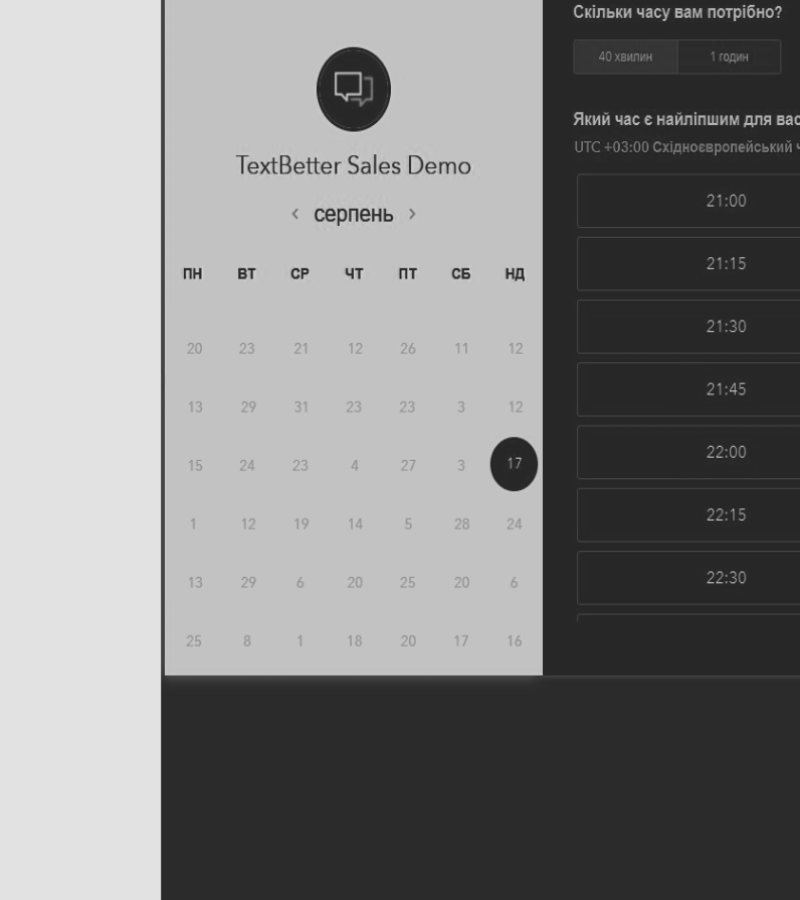 TextBetter Sales Demo
‹ серпень ›
ПН ВТ СР ЧТ ПТ СБ НД
20 23 21 12 26 11 12
13 29 31 23 23 3 12
15 24 23 4 27 3 17
1 12 19 14 5 28 24
13 29 6 20 25 20 6
25 8 1 18 20 17 16
Скільки часу вам потрібно?
40 хвилин 1 годин
Який час є найліпшим для вас
UTC +03:00 Східноєвропейський ч
21:00
21:15
21:30
21:45
22:00
22:15
22:30